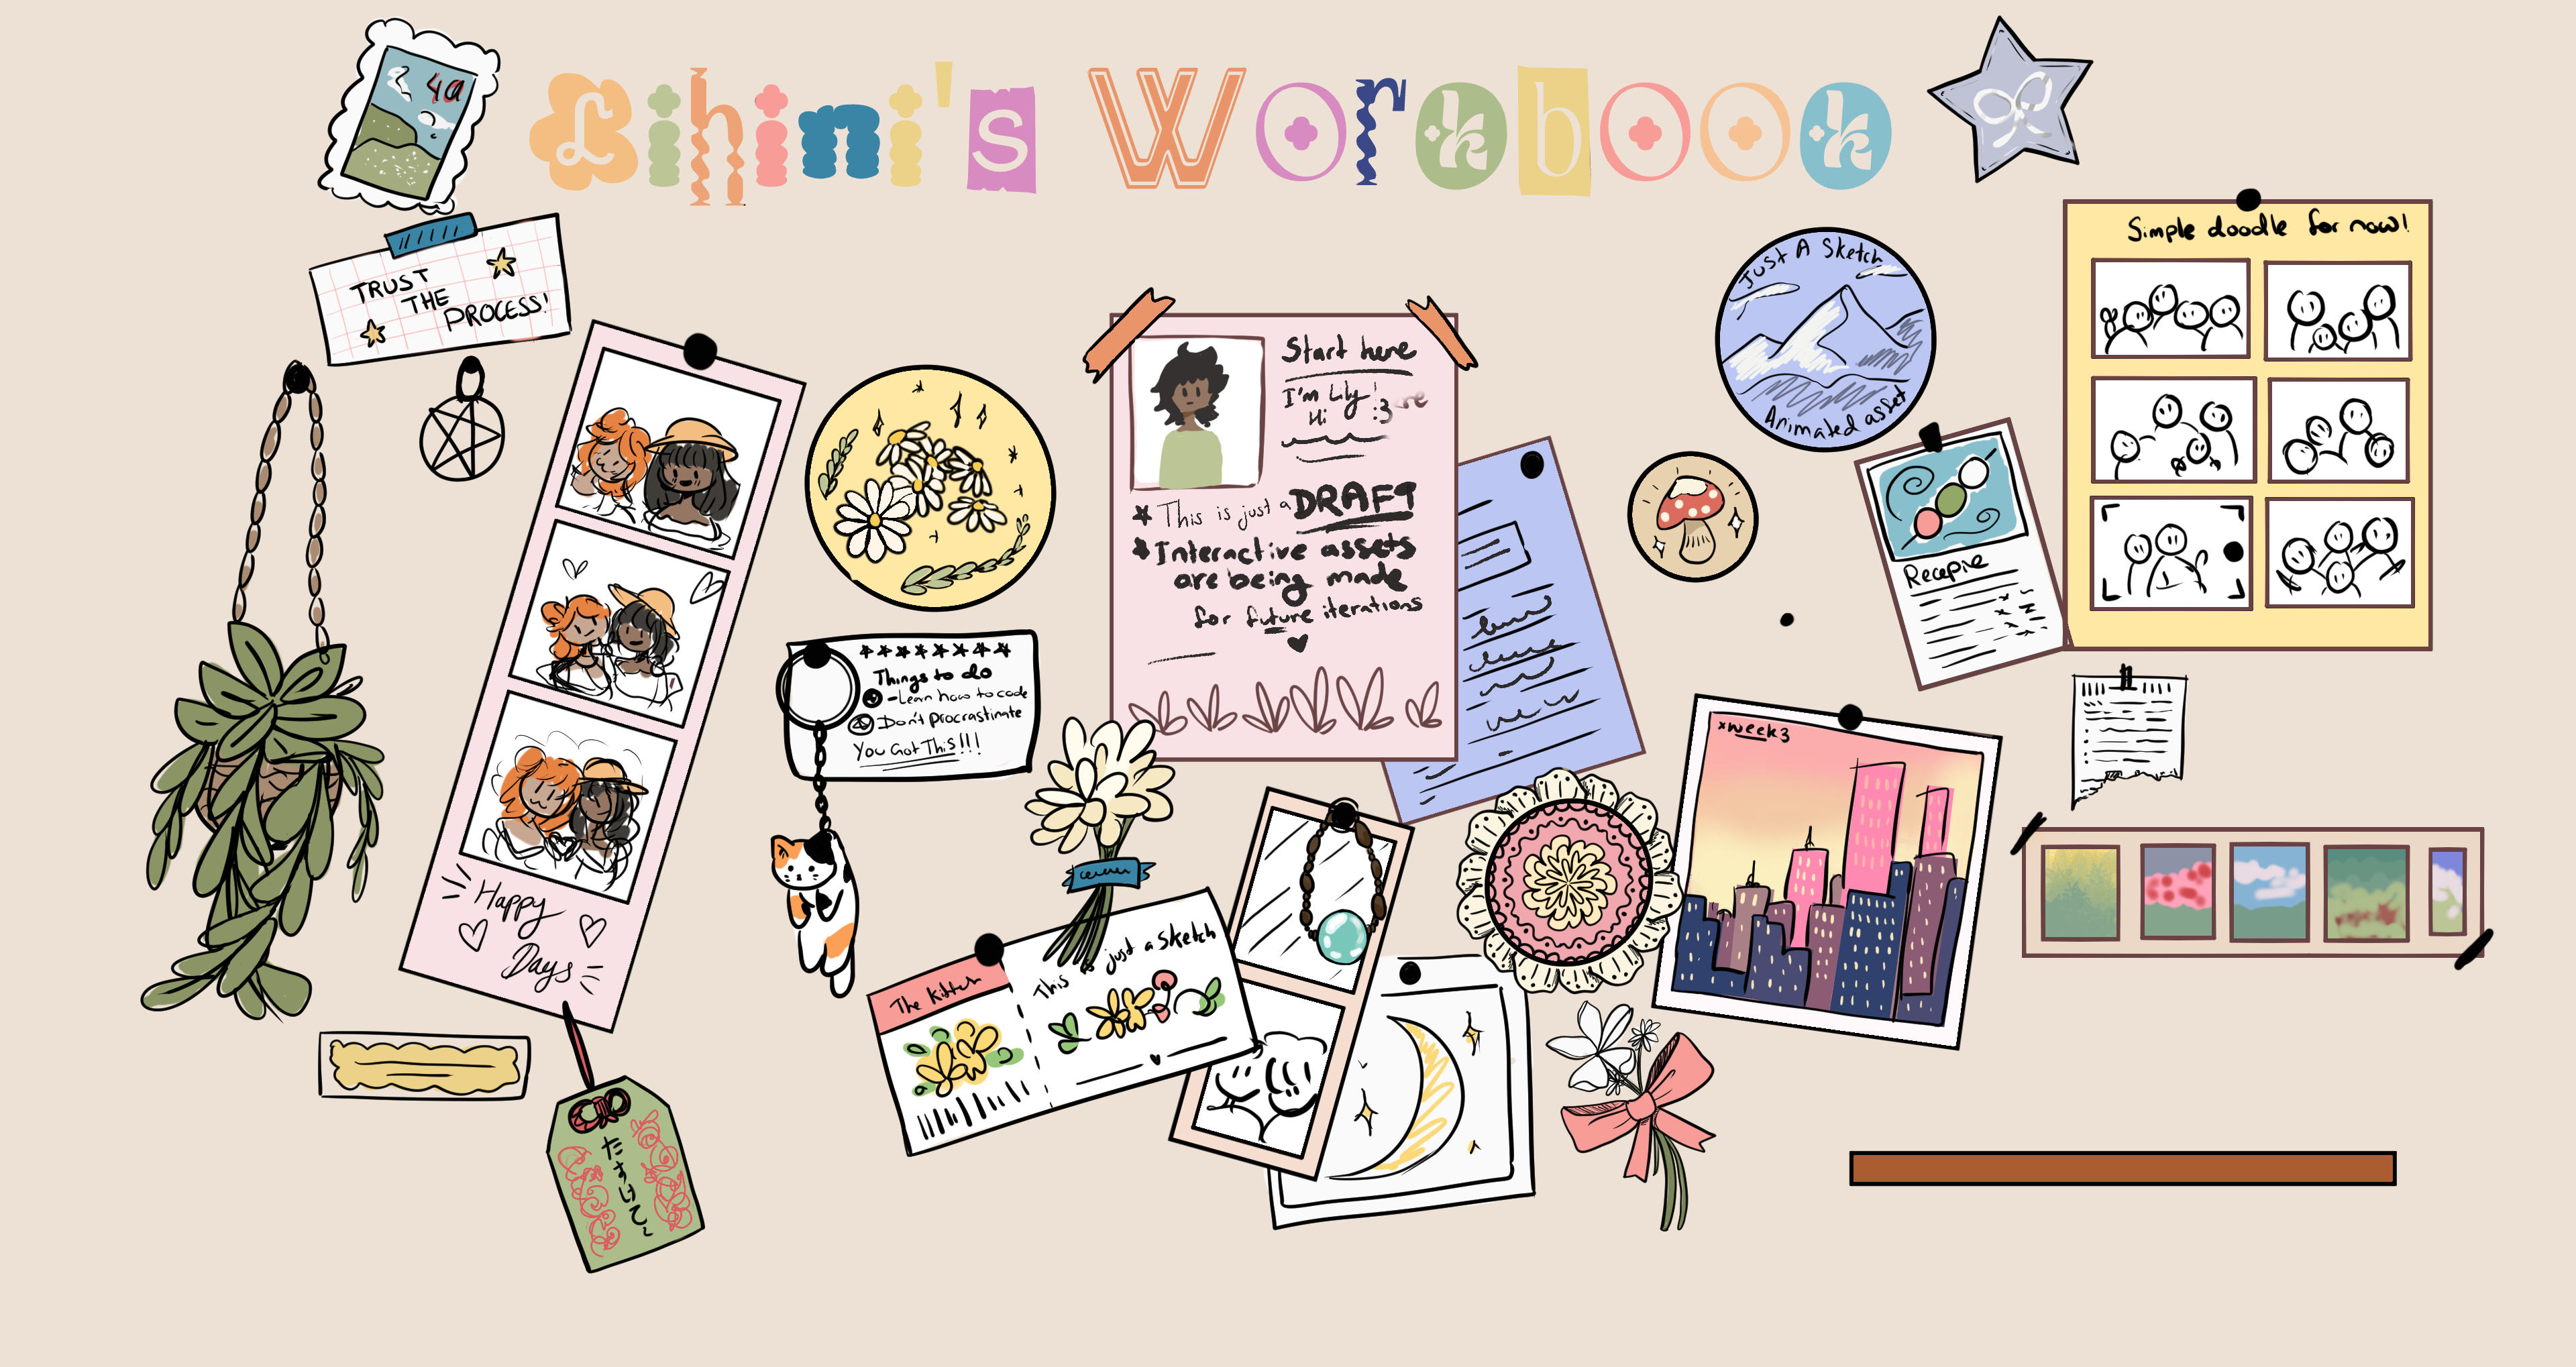 Lihini's Workbook
4a
TRUST
THE
PROCESS!
Simple doodle for now!
Just A Sketch
Animated asset
Start here
I'm Lily!
Hi :3
This is just a DRAFT
Interactive assets
are being made
for future iterations
Recepie
Things to do
-Learn how to code
Don't Procrastinate
You Got This!!!
*week3
Happy
Days
The Kitten
This is just a Sketch
たすけて〜